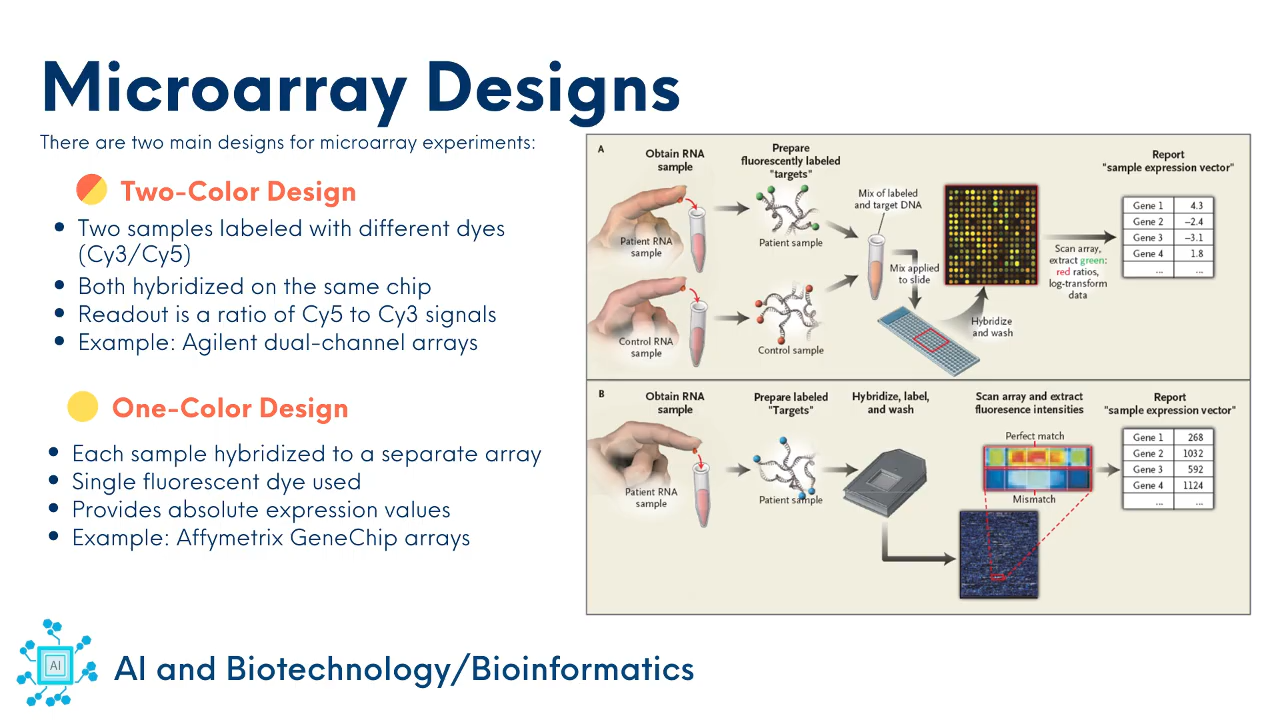 Microarray Designs
There are two main designs for microarray experiments:
Two-Color Design
• Two samples labeled with different dyes
(Cy3/Cy5)
• Both hybridized on the same chip
• Readout is a ratio of Cy5 to Cy3 signals
• Example: Agilent dual-channel arrays
One-Color Design
• Each sample hybridized to a separate array
• Single fluorescent dye used
• Provides absolute expression values
• Example: Affymetrix GeneChip arrays
A
Obtain RNA
sample
Prepare
fluorescently labeled
"targets"
Report
"sample expression vector"
Mix of labeled
and target DNA
Patient RNA
sample
Patient sample
Mix applied
to slide
Scan array,
extract green:
red ratios,
log-transform
data
Gene 1 4.3
Gene 2 −2.4
Gene 3 −3.1
Gene 4 1.8
... ...
Control RNA
sample
Control sample
Hybridize
and wash
B
Obtain RNA
sample
Prepare labeled
"Targets"
Hybridize, label,
and wash
Scan array and extract
fluoresence intensities
Report
"sample expression vector"
Patient RNA
sample
Patient sample
Perfect match
Mismatch
Gene 1 268
Gene 2 1032
Gene 3 592
Gene 4 1124
... ...
AI
AI and Biotechnology/Bioinformatics